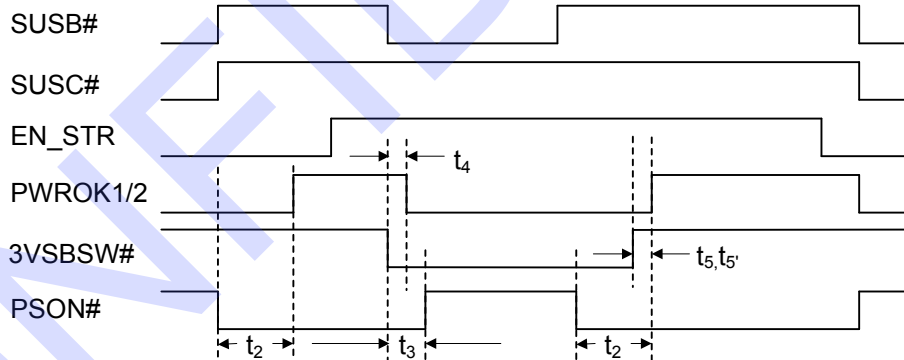 SUSB#
SUSC#
EN_STR
t4
PWROK1/2
3VSBSW#
t5,t5'
PSON#
t2 t3 t2